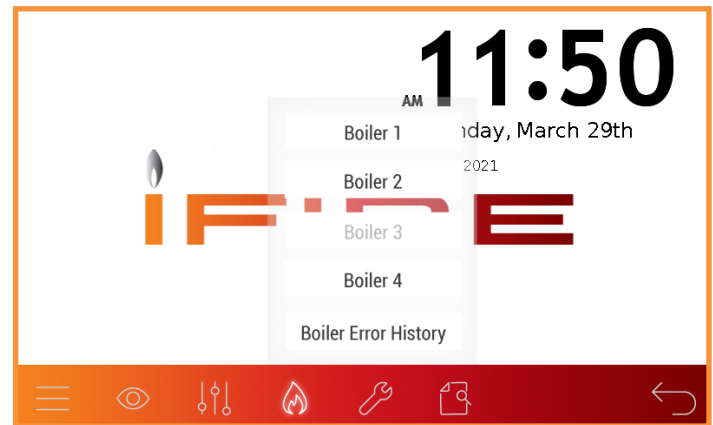 11:50
AM
Boiler 1
nday, March 29th
Boiler 2
2021
Boiler 3
Boiler 4
Boiler Error History